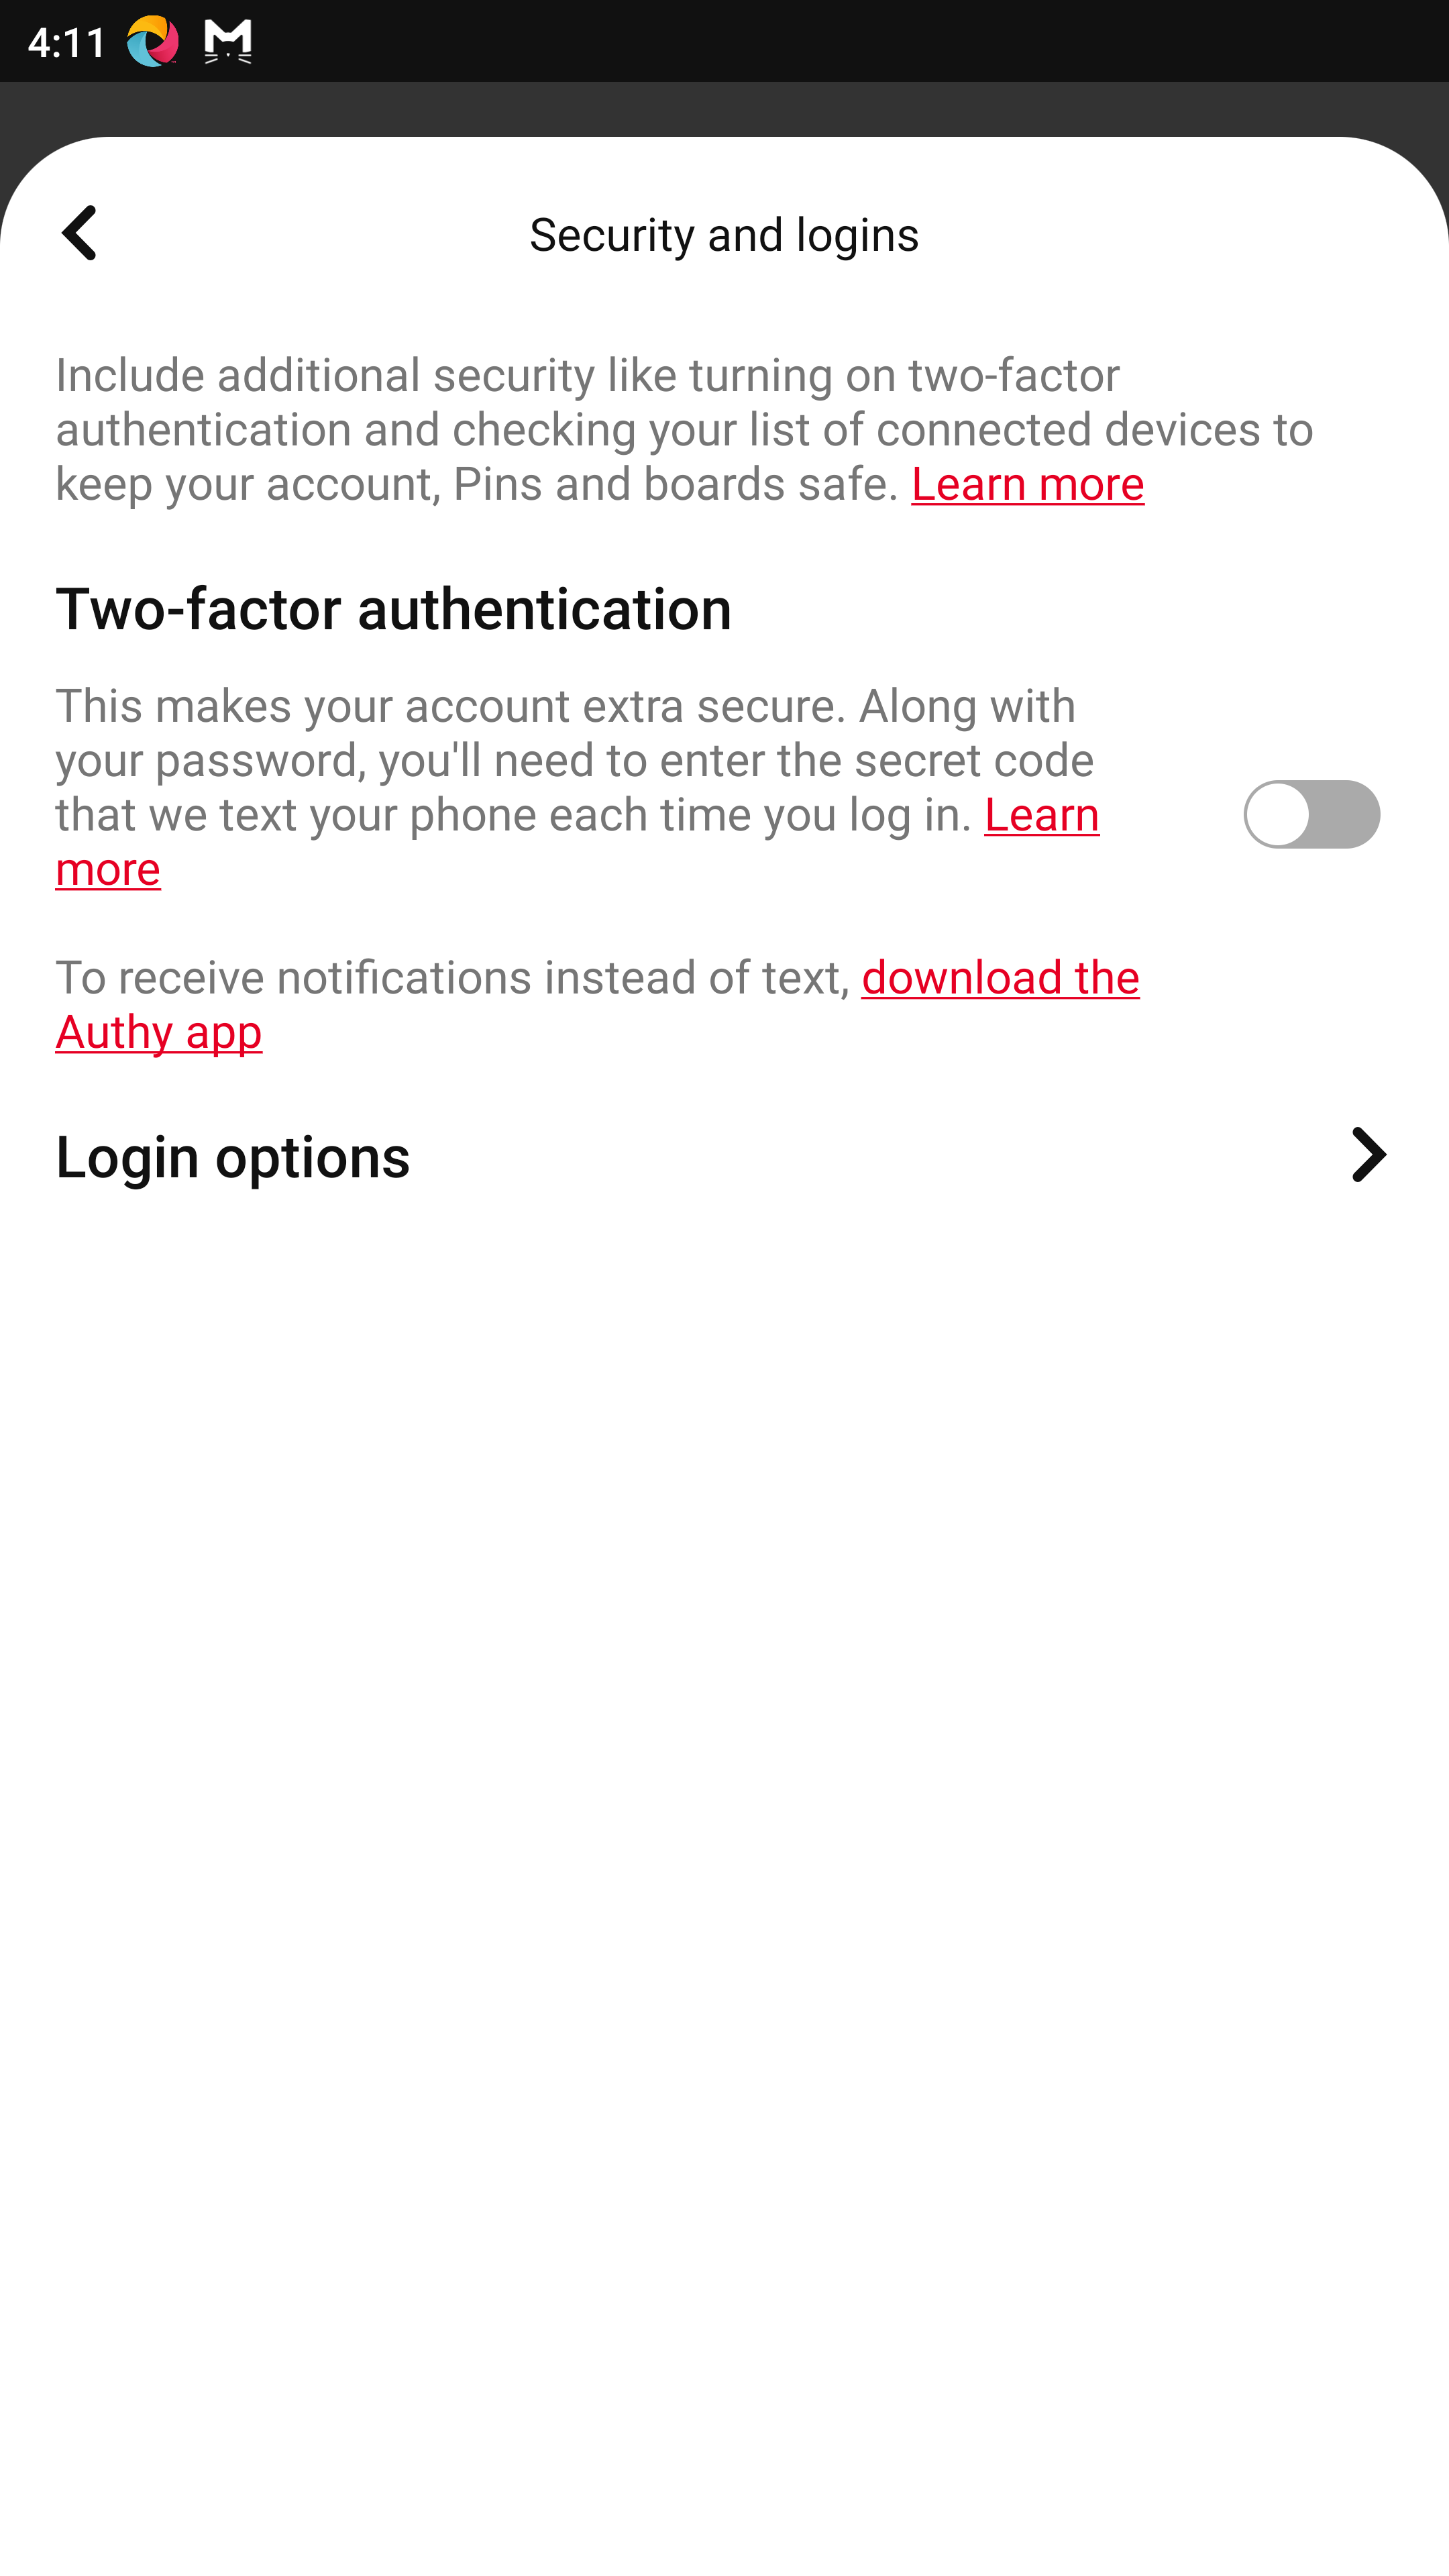 4:11
Security and logins
Include additional security like turning on two-factor
authentication and checking your list of connected devices to
keep your account, Pins and boards safe. Learn more
Two-factor authentication
This makes your account extra secure. Along with
your password, you'll need to enter the secret code
that we text your phone each time you log in. Learn
more
To receive notifications instead of text, download the
Authy app
Login options